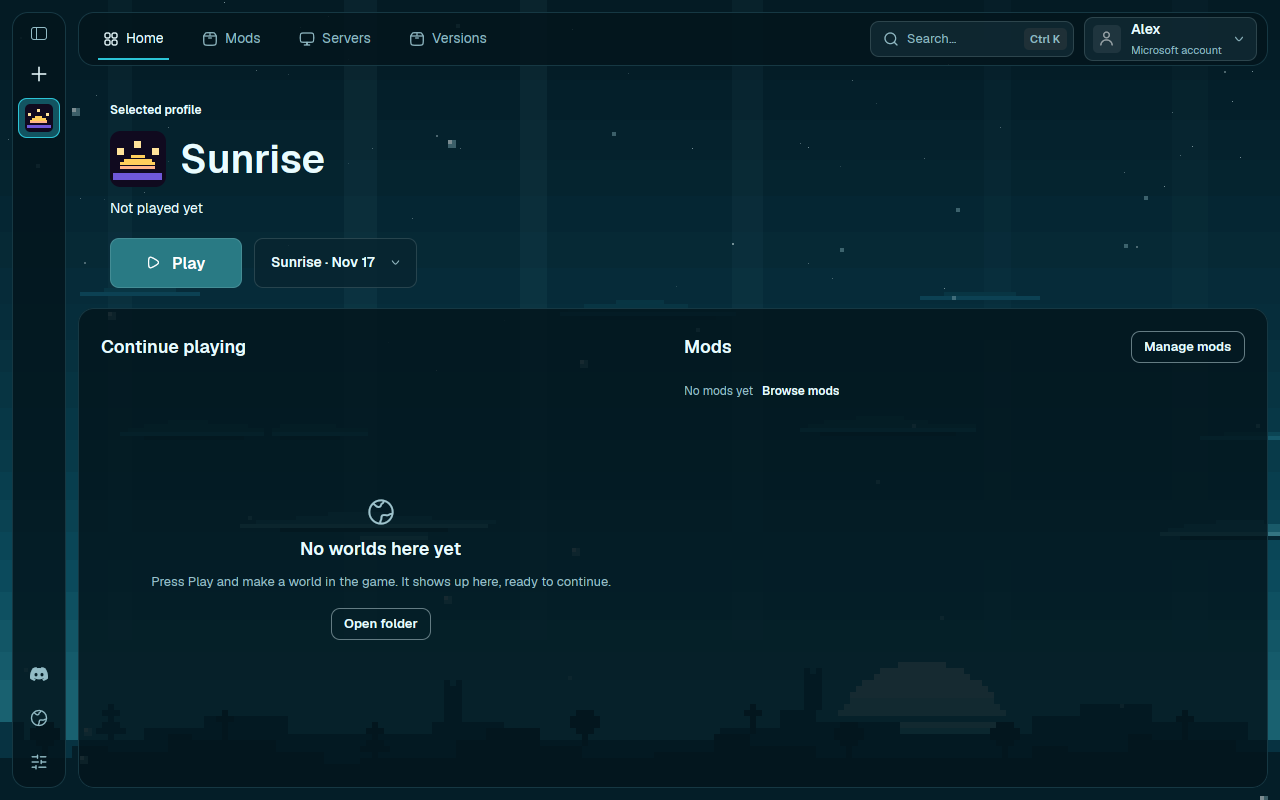 Home
Mods
Servers
Versions
Search...
Ctrl K
Alex
Microsoft account
Selected profile
Sunrise
Not played yet
Play
Sunrise · Nov 17
Continue playing
Mods
Manage mods
No mods yet Browse mods
No worlds here yet
Press Play and make a world in the game. It shows up here, ready to continue.
Open folder